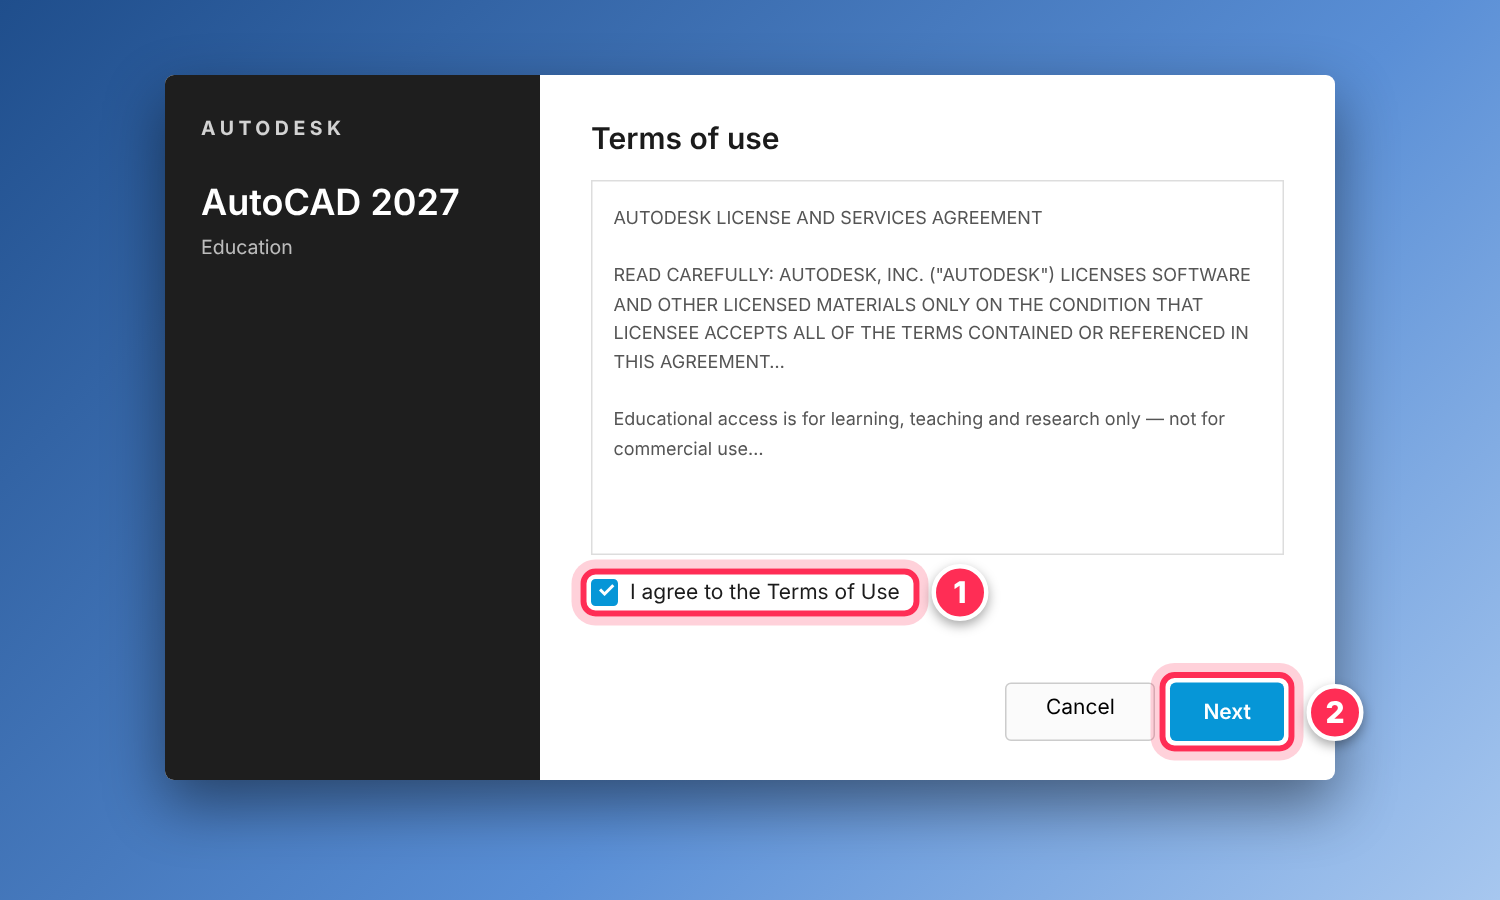 AUTODESK
AutoCAD 2027
Education
Terms of use
AUTODESK LICENSE AND SERVICES AGREEMENT
READ CAREFULLY: AUTODESK, INC. ("AUTODESK") LICENSES SOFTWARE
AND OTHER LICENSED MATERIALS ONLY ON THE CONDITION THAT
LICENSEE ACCEPTS ALL OF THE TERMS CONTAINED OR REFERENCED IN
THIS AGREEMENT...
Educational access is for learning, teaching and research only — not for
commercial use...
I agree to the Terms of Use
1
Cancel
Next
2